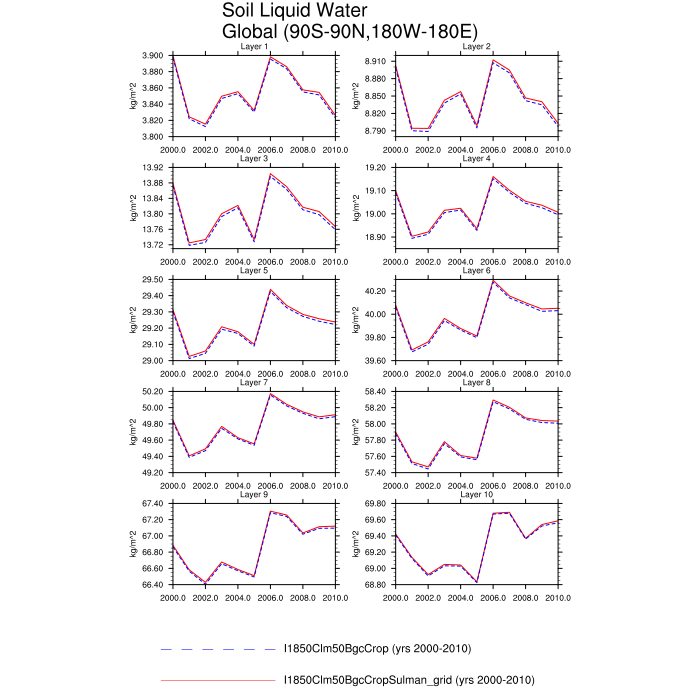 Soil Liquid Water
Global (90S-90N,180W-180E)
Layer 1
kg/m^2
3.900
3.880
3.860
3.840
3.820
3.800
2000.0 2002.0 2004.0 2006.0 2008.0 2010.0
Layer 2
kg/m^2
8.910
8.880
8.850
8.820
8.790
2000.0 2002.0 2004.0 2006.0 2008.0 2010.0
Layer 3
kg/m^2
13.92
13.88
13.84
13.80
13.76
13.72
2000.0 2002.0 2004.0 2006.0 2008.0 2010.0
Layer 4
kg/m^2
19.20
19.10
19.00
18.90
2000.0 2002.0 2004.0 2006.0 2008.0 2010.0
Layer 5
kg/m^2
29.50
29.40
29.30
29.20
29.10
29.00
2000.0 2002.0 2004.0 2006.0 2008.0 2010.0
Layer 6
kg/m^2
40.20
40.00
39.80
39.60
2000.0 2002.0 2004.0 2006.0 2008.0 2010.0
Layer 7
kg/m^2
50.20
50.00
49.80
49.60
49.40
49.20
2000.0 2002.0 2004.0 2006.0 2008.0 2010.0
Layer 8
kg/m^2
58.40
58.20
58.00
57.80
57.60
57.40
2000.0 2002.0 2004.0 2006.0 2008.0 2010.0
Layer 9
kg/m^2
67.40
67.20
67.00
66.80
66.60
66.40
2000.0 2002.0 2004.0 2006.0 2008.0 2010.0
Layer 10
kg/m^2
69.80
69.60
69.40
69.20
69.00
68.80
2000.0 2002.0 2004.0 2006.0 2008.0 2010.0
I1850Clm50BgcCrop (yrs 2000-2010)
I1850Clm50BgcCropSulman_grid (yrs 2000-2010)